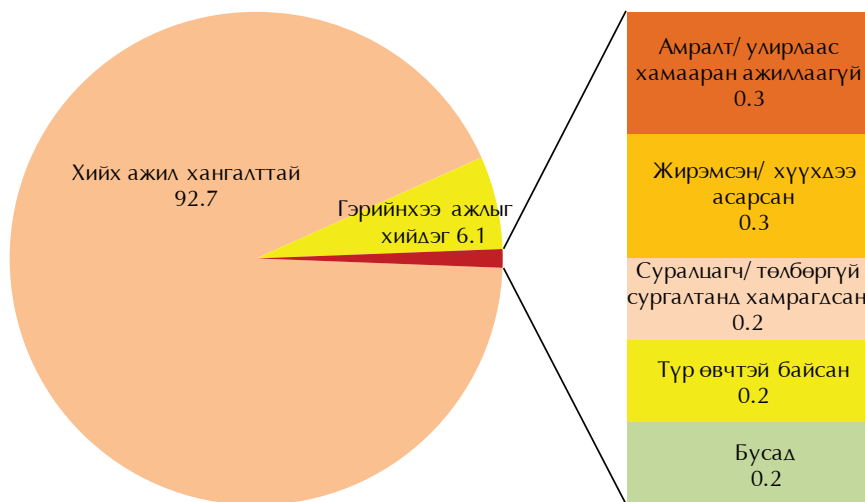 Хийх ажил хангалттай
92.7
Гэрийнхээ ажлыг
хийдэг 6.1
Амралт/ улирлаас
хамааран ажиллаагүй
0.3
Жирэмсэн/ хүүхдээ
асарсан
0.3
Суралцагч/ төлбөргүй
сургалтанд хамрагдсан
0.2
Түр өвчтэй байсан
0.2
Бусад
0.2